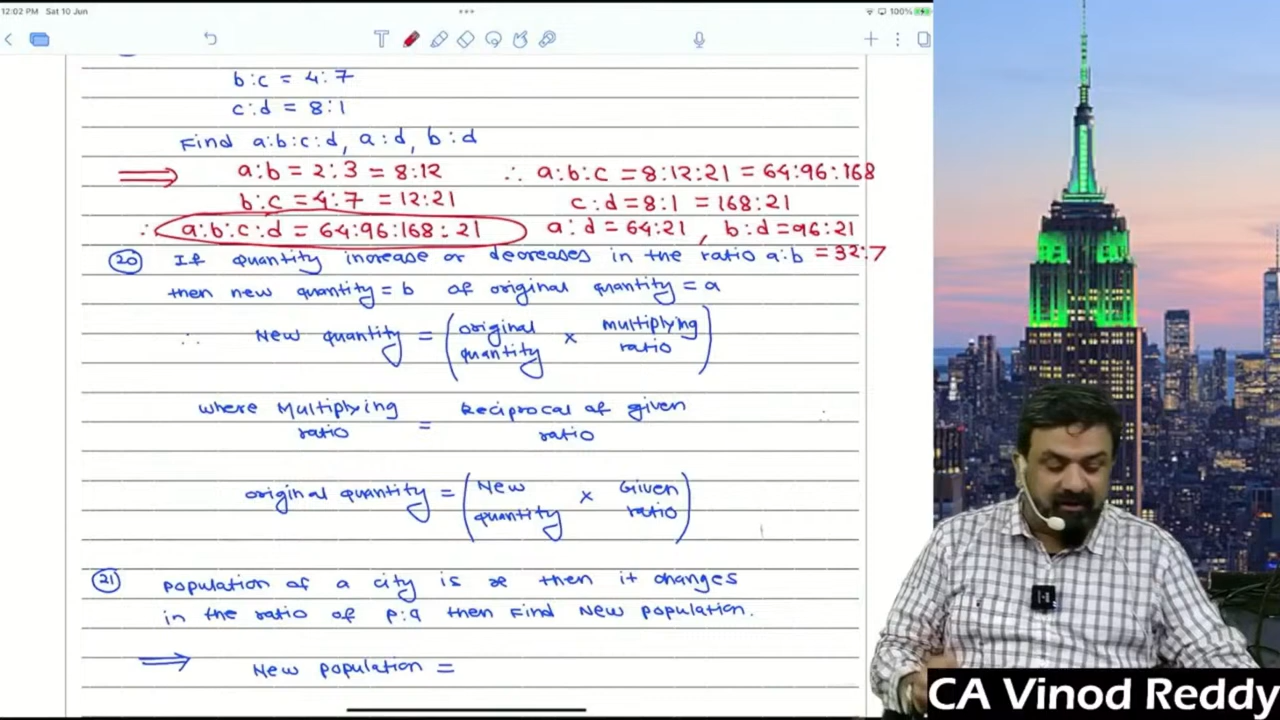 12:02 PM Sat 10 Jun
100%
b:c = 4:7
c:d = 8:1
Find a:b:c:d, a:d, b:d
⟹ a:b = 2:3 = 8:12 ∴ a:b:c = 8:12:21 = 64:96:168
b:c = 4:7 = 12:21 c:d = 8:1 = 168:21
∴ a:b:c:d = 64:96:168:21 a:d = 64:21, b:d = 96:21
= 32:7
20 If quantity increase or decreases in the ratio a:b
then new quantity = b of original quantity = a
∴ New quantity = (original quantity × multiplying ratio)
where Multiplying ratio = Reciprocal of given ratio
original quantity = (New quantity × Given ratio)
21 population of a city is x then it changes
in the ratio of p:q then Find New population.
⟹ New population =
T
CA Vinod Reddy